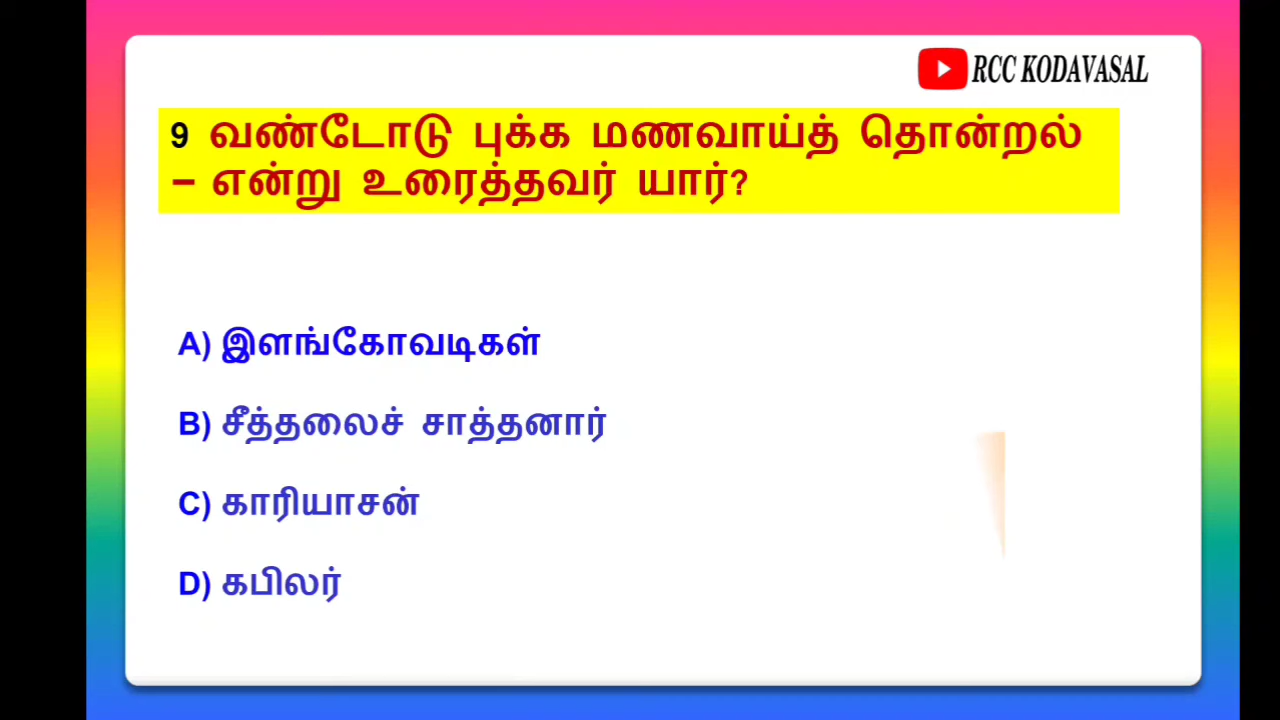 RCC KODAVASAL
9 வண்டோடு புக்க மணவாய்த் தொன்றல்
– என்று உரைத்தவர் யார்?
A) இளங்கோவடிகள்
B) சீத்தலைச் சாத்தனார்
C) காரியாசன்
D) கபிலர்